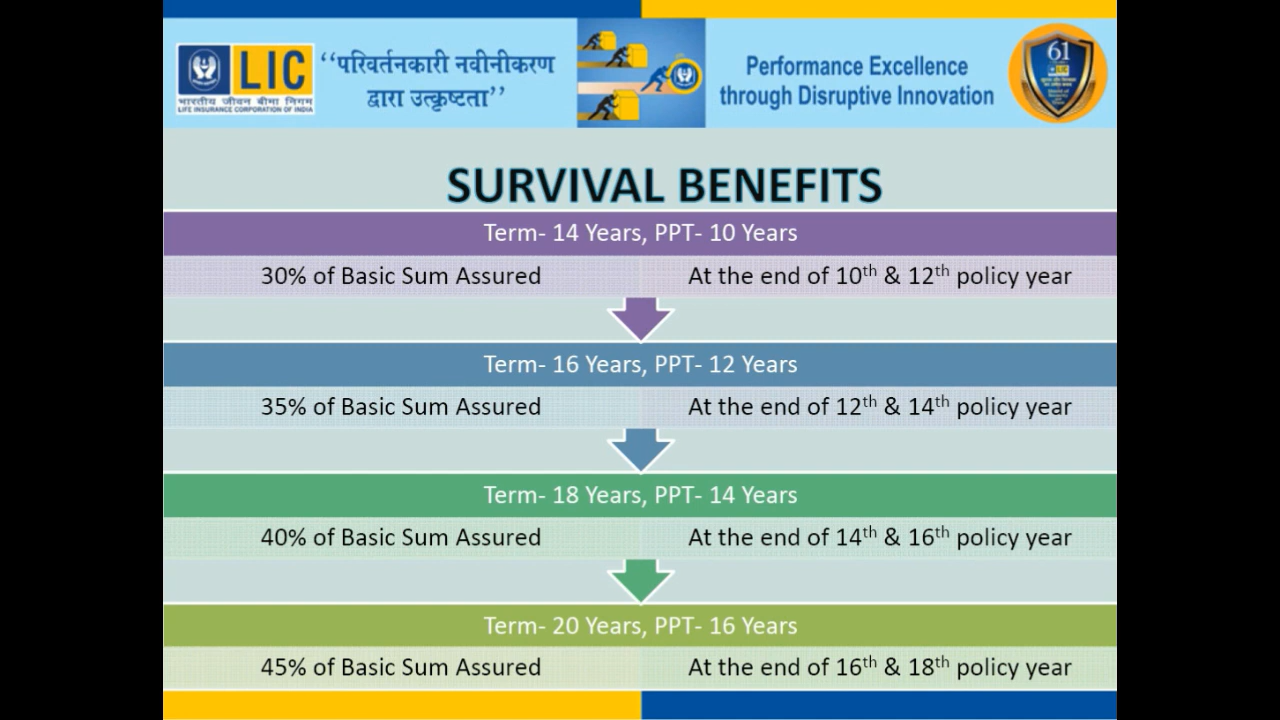 LIC
भारतीय जीवन बीमा निगम
LIFE INSURANCE CORPORATION OF INDIA
‘‘परिवर्तनकारी नवीनीकरण
द्वारा उत्कृष्टता’’
Performance Excellence
through Disruptive Innovation
61
LIC
SURVIVAL BENEFITS
Term- 14 Years, PPT- 10 Years
30% of Basic Sum Assured At the end of 10th & 12th policy year
Term- 16 Years, PPT- 12 Years
35% of Basic Sum Assured At the end of 12th & 14th policy year
Term- 18 Years, PPT- 14 Years
40% of Basic Sum Assured At the end of 14th & 16th policy year
Term- 20 Years, PPT- 16 Years
45% of Basic Sum Assured At the end of 16th & 18th policy year